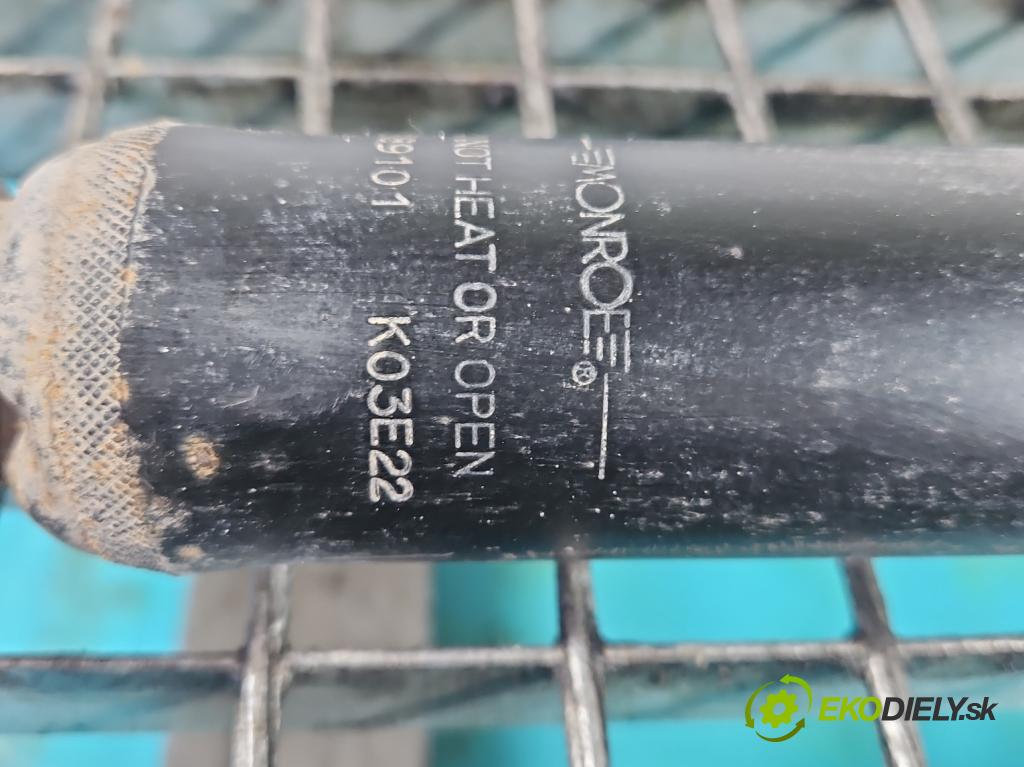 MONROE®
NOT HEAT OR OPEN
39101 K03E22
EKODIELY.sk